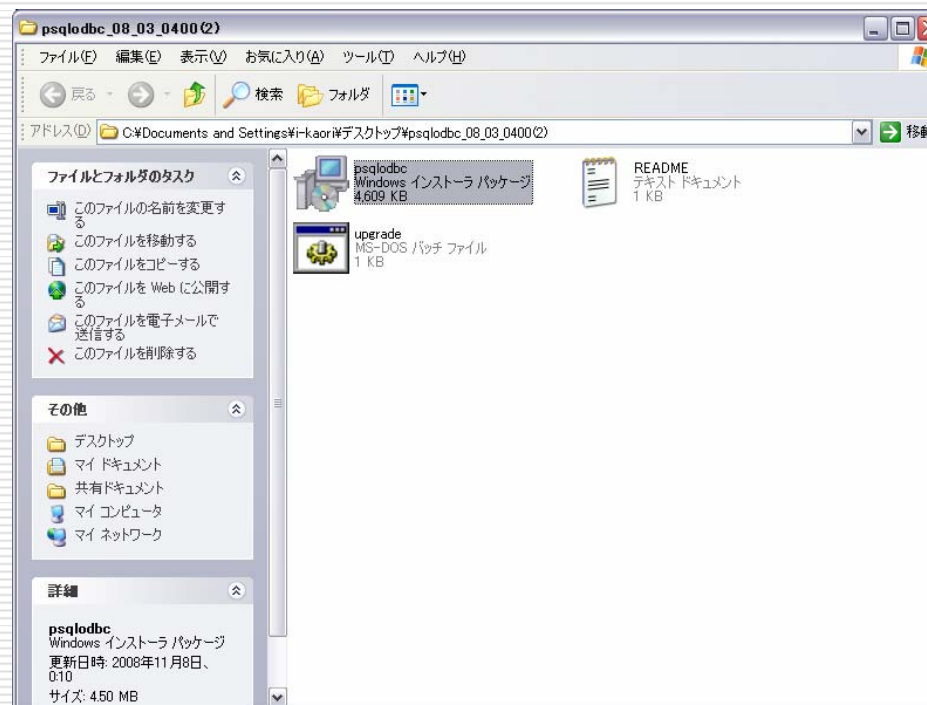 psqlodbc_08_03_0400(2)
ファイル(F) 編集(E) 表示(V) お気に入り(A) ツール(T) ヘルプ(H)
戻る 検索 フォルダ
アドレス(D) C:¥Documents and Settings¥i-kaori¥デスクトップ¥psqlodbc_08_03_0400(2)
ファイルとフォルダのタスク
このファイルの名前を変更す
る
このファイルを移動する
このファイルをコピーする
このファイルを Web に公開す
る
このファイルを電子メールで
送信する
このファイルを削除する
その他
デスクトップ
マイ ドキュメント
共有ドキュメント
マイ コンピュータ
マイ ネットワーク
詳細
psqlodbc
Windows インストーラ パッケージ
更新日時: 2008年11月8日、
0:10
サイズ: 4.50 MB
psqlodbc
Windows インストーラ パッケージ
4,609 KB
README
テキスト ドキュメント
1 KB
upgrade
MS-DOS バッチ ファイル
1 KB